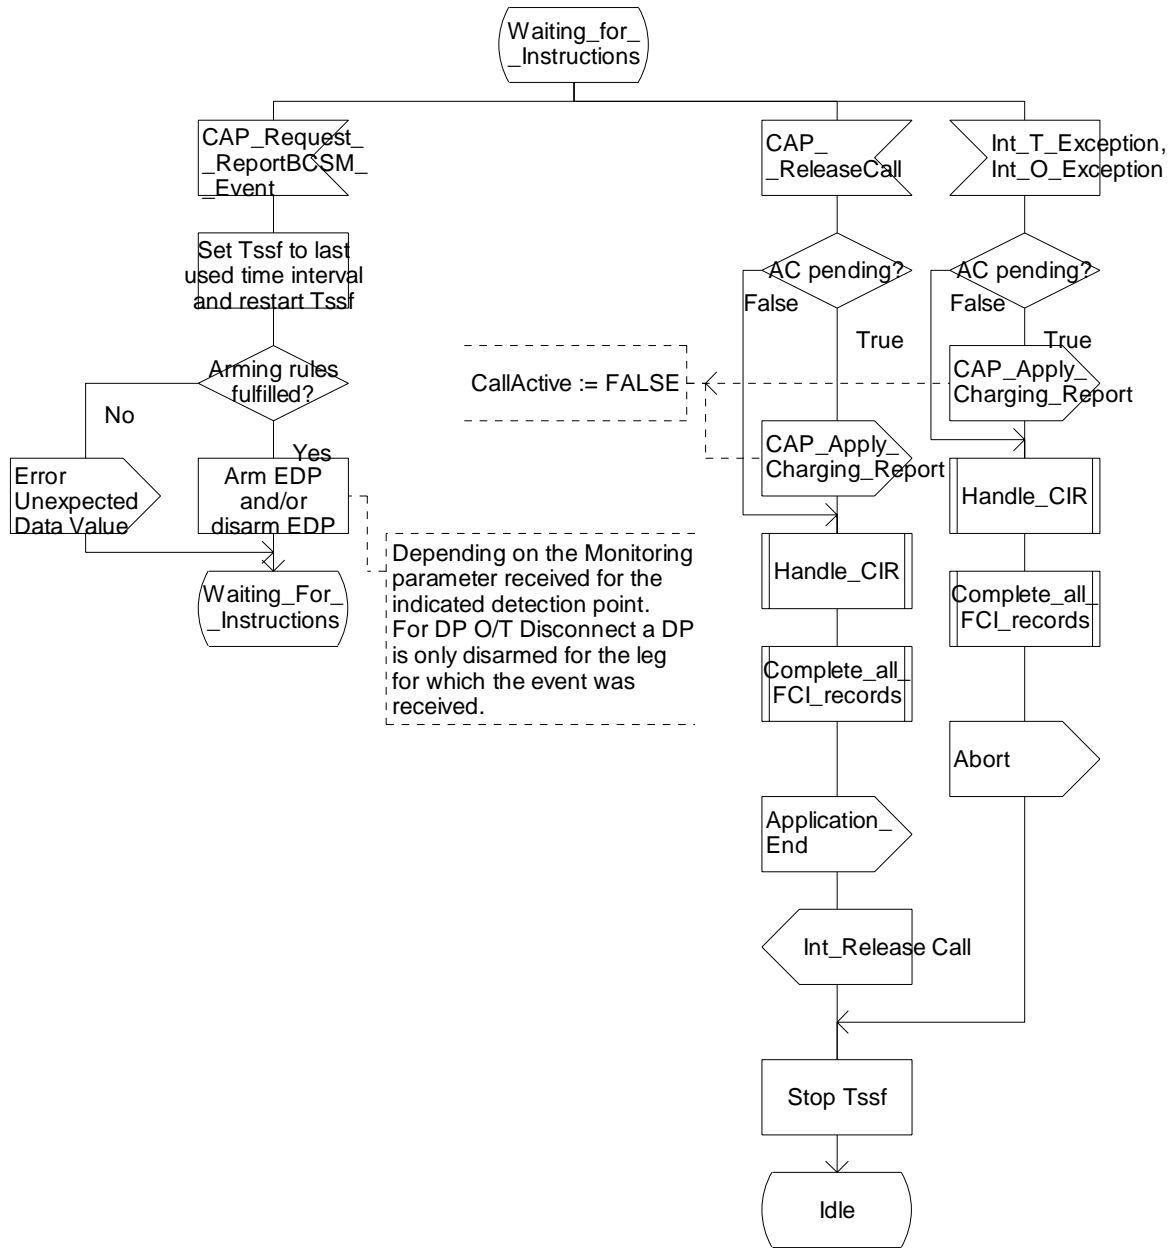 Waiting_for_
_Instructions
CAP_Request_
_ReportBCSM_
_Event
CAP_
_ReleaseCall
Int_T_Exception,
Int_O_Exception
Set Tssf to last
used time interval
and restart Tssf
AC pending?
False
True
AC pending?
False
True
Arming rules
fulfilled?
No
Yes
CallActive := FALSE
CAP_Apply_
Charging_Report
CAP_Apply_
Charging_Report
Error
Unexpected
Data Value
Arm EDP
and/or
disarm EDP
Handle_CIR
Depending on the Monitoring
parameter received for the
indicated detection point.
For DP O/T Disconnect a DP
is only disarmed for the leg
for which the event was
received.
Waiting_For_
_Instructions
Handle_CIR
Complete_all_
_FCI_records
Complete_all_
_FCI_records
Abort
Application_
End
Int_Release Call
Stop Tssf
Idle